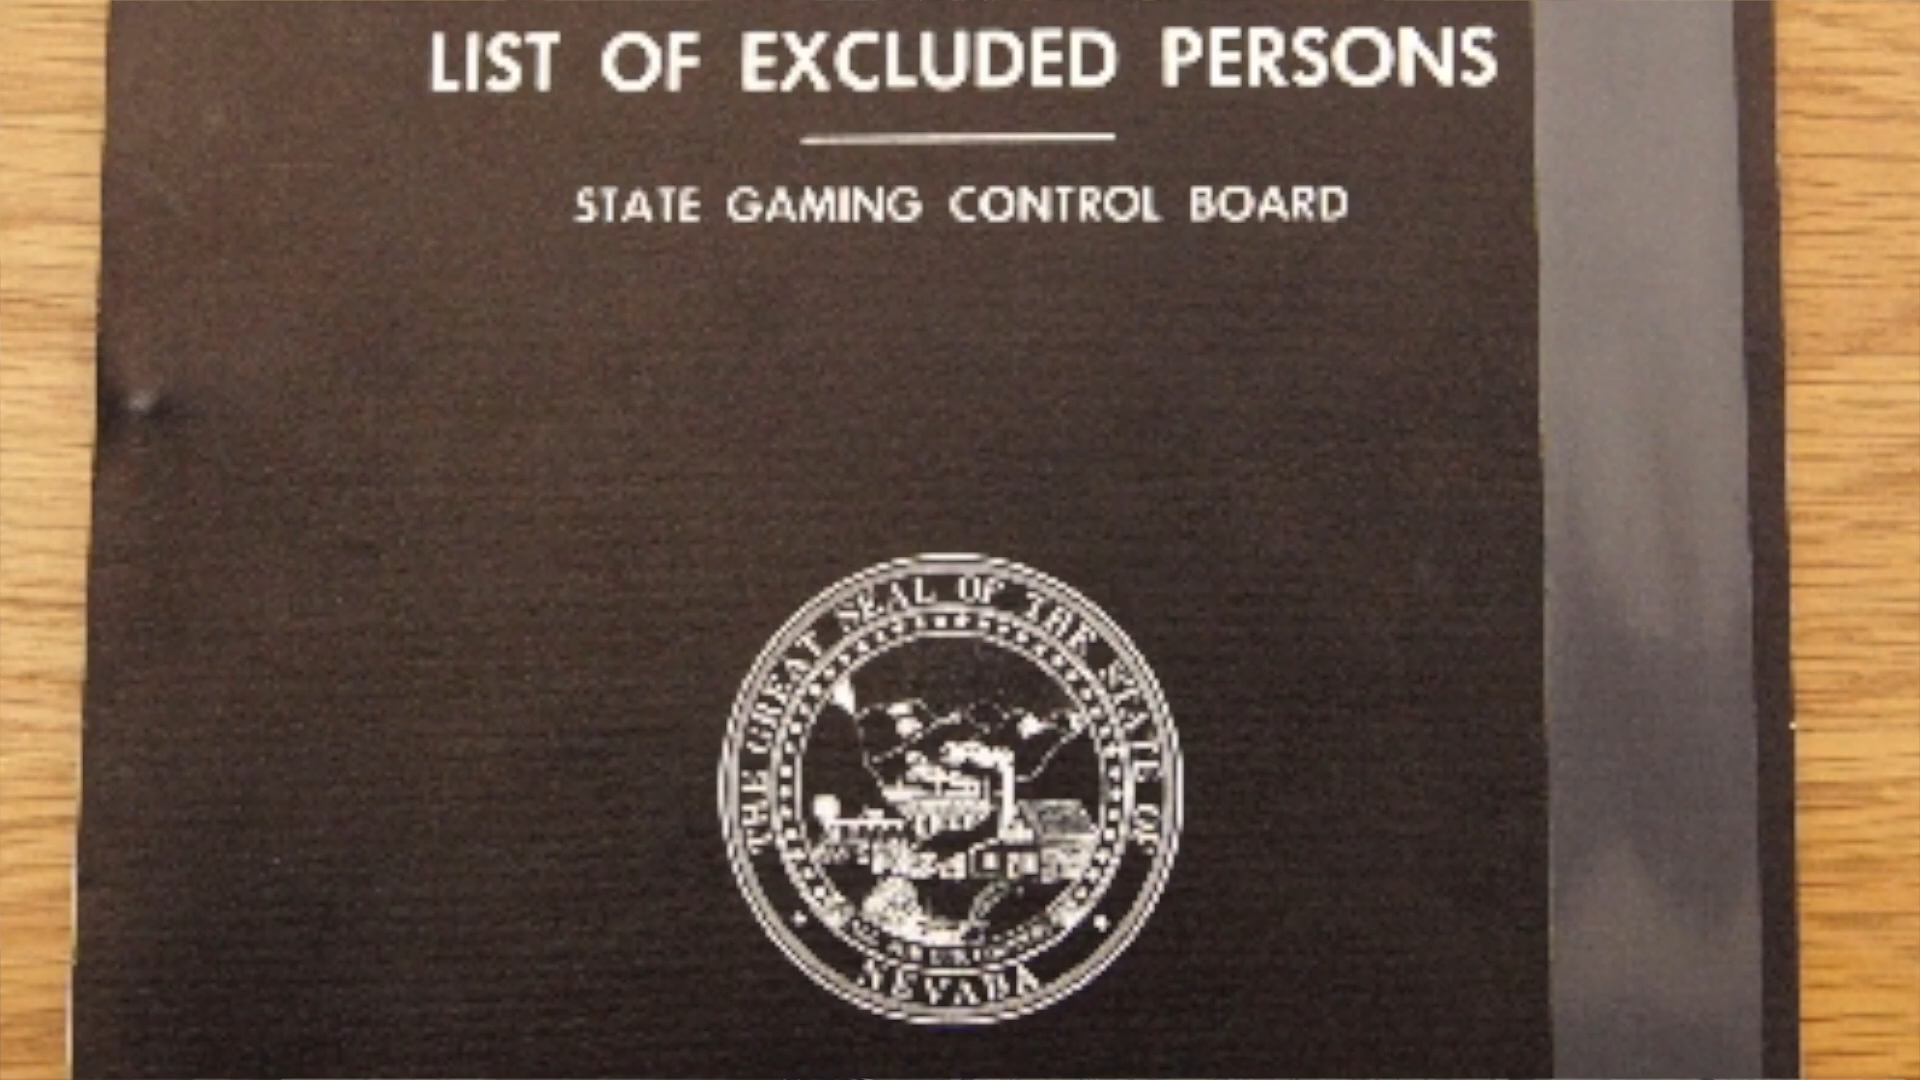 LIST OF EXCLUDED PERSONS
STATE GAMING CONTROL BOARD
THE GREAT SEAL OF THE STATE OF
NEVADA